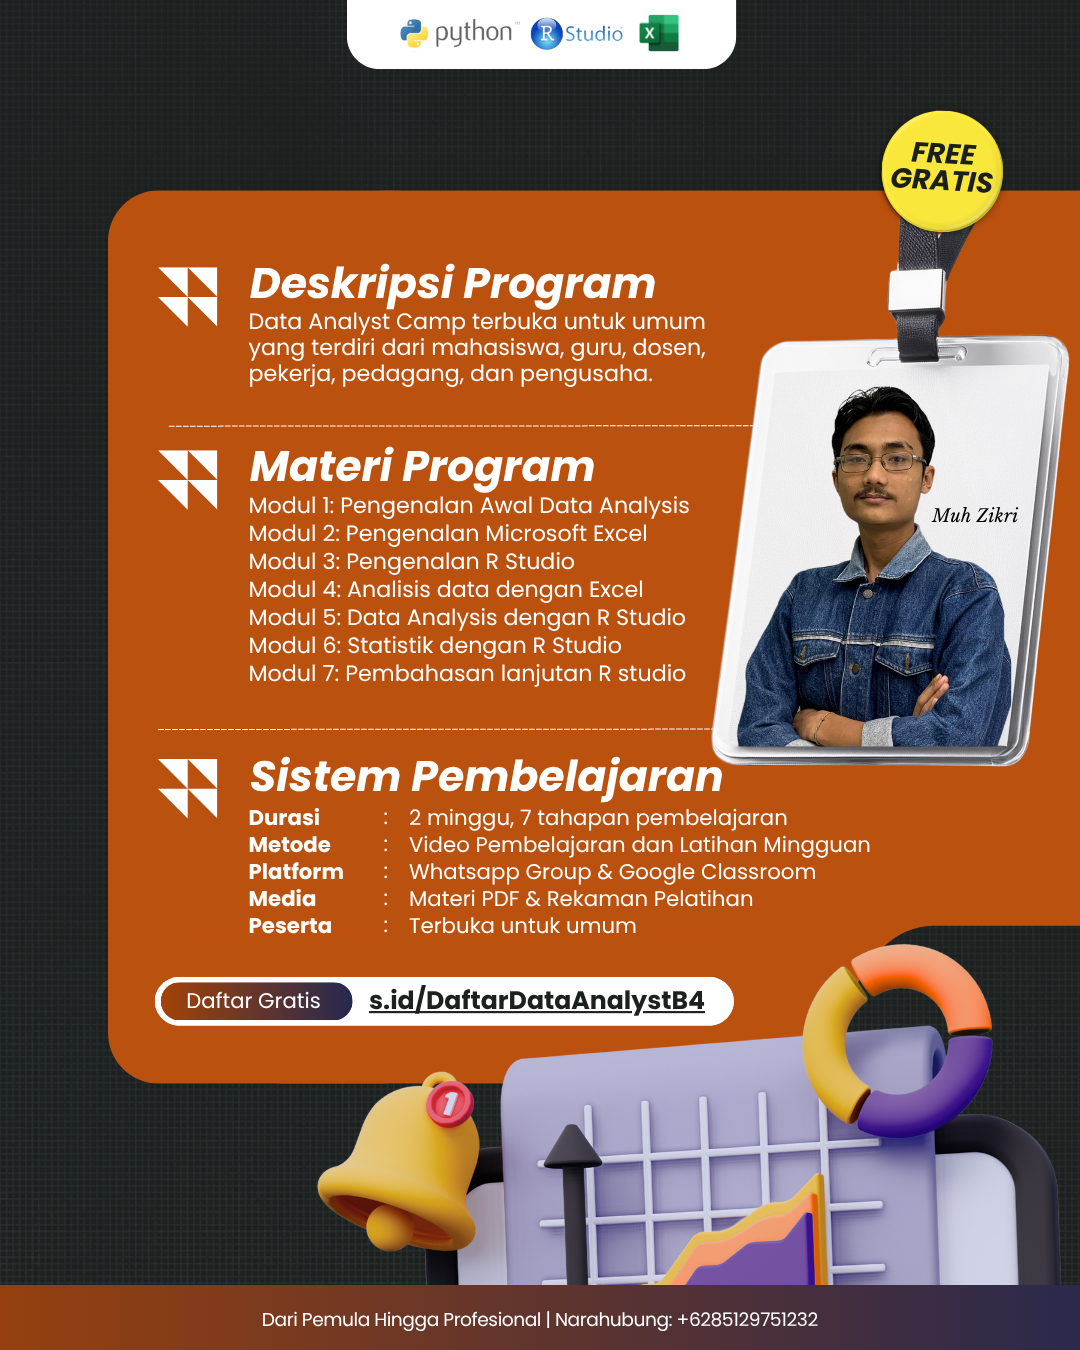 python™
R Studio
X
FREE
GRATIS
Deskripsi Program
Data Analyst Camp terbuka untuk umum
yang terdiri dari mahasiswa, guru, dosen,
pekerja, pedagang, dan pengusaha.
Materi Program
Modul 1: Pengenalan Awal Data Analysis
Modul 2: Pengenalan Microsoft Excel
Modul 3: Pengenalan R Studio
Modul 4: Analisis data dengan Excel
Modul 5: Data Analysis dengan R Studio
Modul 6: Statistik dengan R Studio
Modul 7: Pembahasan lanjutan R studio
Muh Zikri
Sistem Pembelajaran
Durasi : 2 minggu, 7 tahapan pembelajaran
Metode : Video Pembelajaran dan Latihan Mingguan
Platform : Whatsapp Group & Google Classroom
Media : Materi PDF & Rekaman Pelatihan
Peserta : Terbuka untuk umum
Daftar Gratis s.id/DaftarDataAnalystB4
1
Dari Pemula Hingga Profesional | Narahubung: +6285129751232